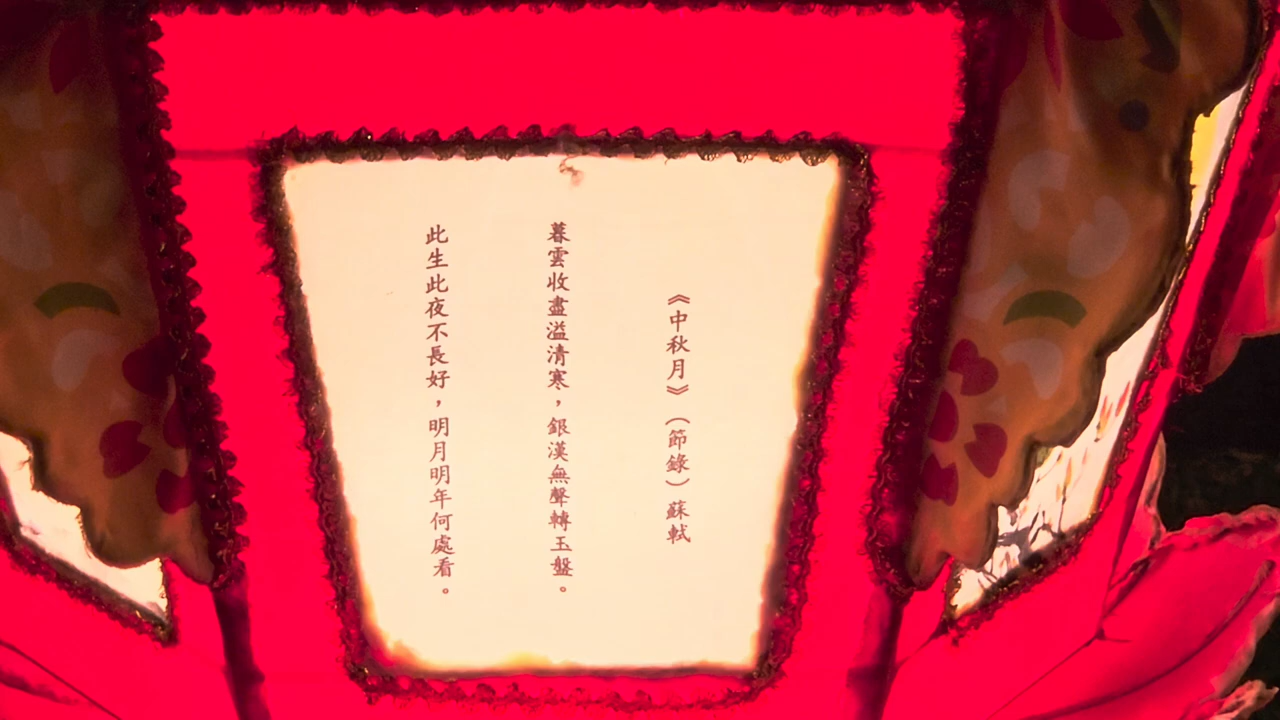 《中秋月》（節錄）蘇軾
暮雲收盡溢清寒，銀漢無聲轉玉盤。
此生此夜不長好，明月明年何處看。